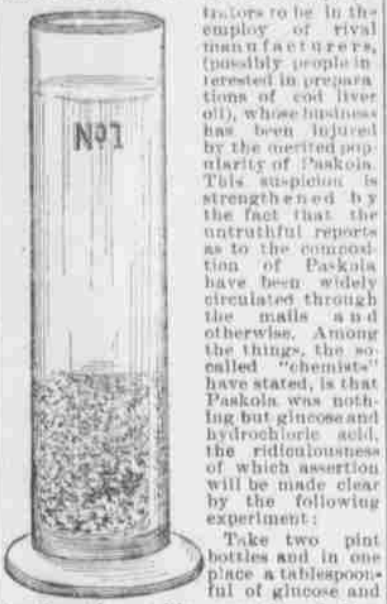 No1
trators to be in the
employ of rival
manufacturers,
(possibly people in
terested in prepara
tions of cod liver
oil), whose business
has been injured
by the merited pop
ularity of Paskola.
This suspicion is
strengthened by
the fact that the
untruthful reports
as to the composi
tion of Paskola
have been widely
circulated through
the mails and
otherwise. Among
the things, the so-
called "chemists"
have stated, is that
Paskola was noth-
ing but glucose and
hydrochloric acid,
the ridiculousness
of which assertion
will be made clear
by the following
experiment:
Take two pint
bottles and in one
place a tablespoon-
ful of glucose and